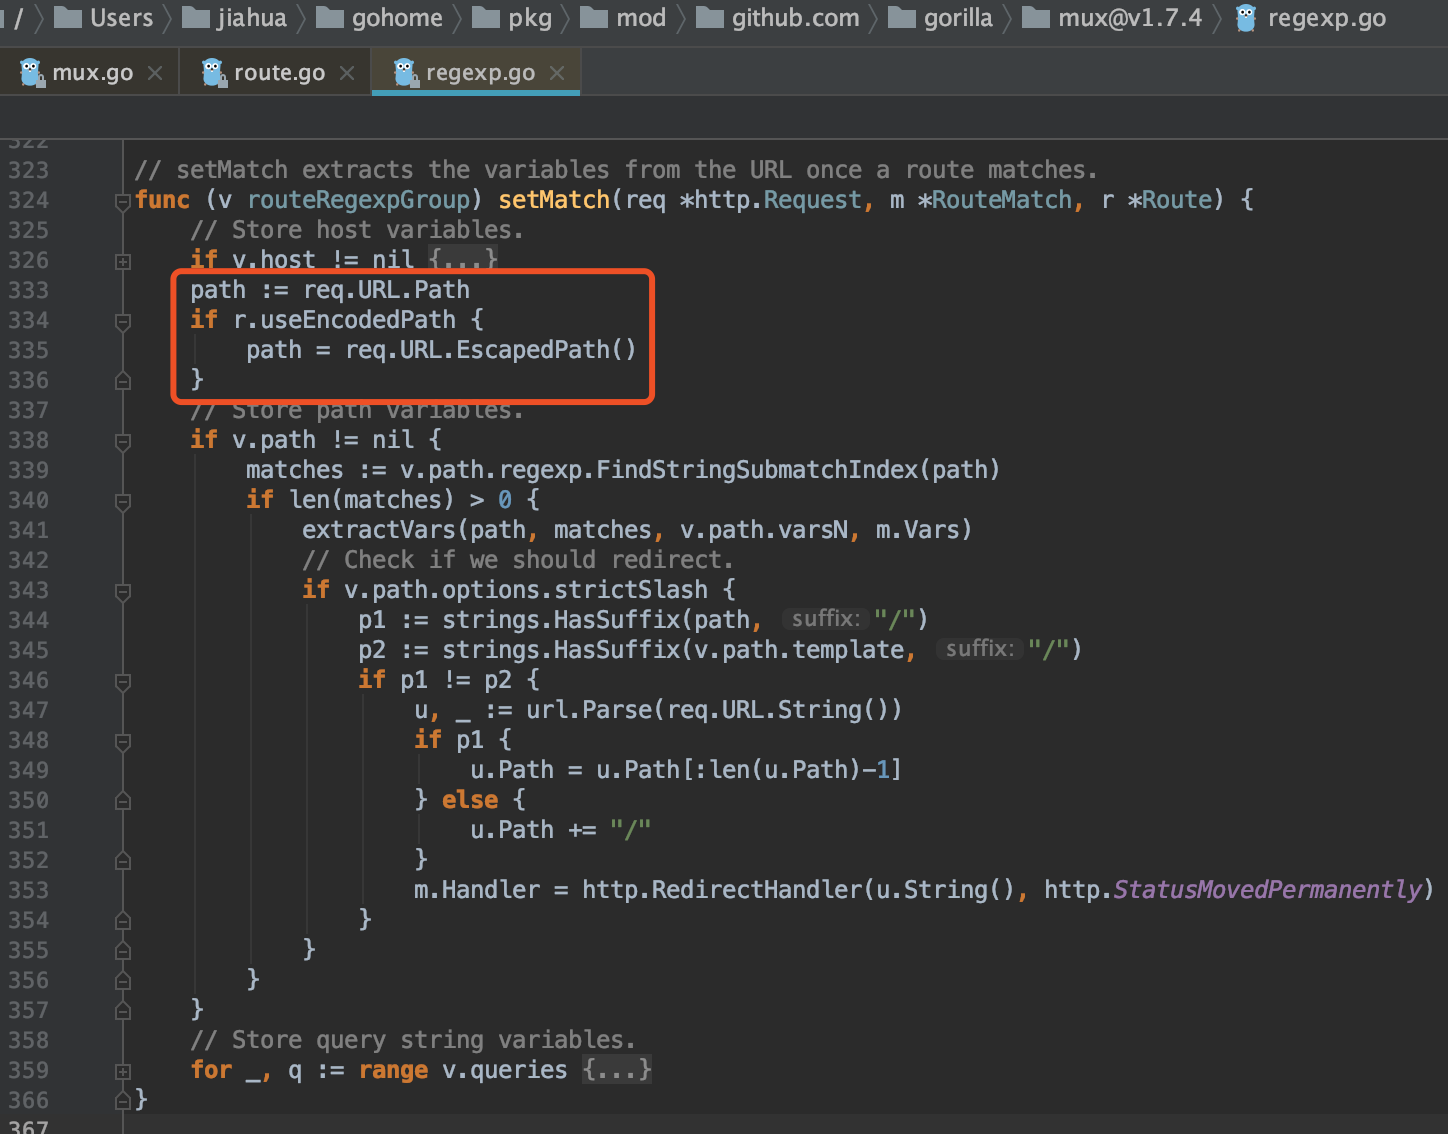 / Users jiahua gohome pkg mod github.com gorilla mux@v1.7.4 regexp.go
mux.go route.go regexp.go
322
323 // setMatch extracts the variables from the URL once a route matches.
324 func (v routeRegexpGroup) setMatch(req *http.Request, m *RouteMatch, r *Route) {
325 // Store host variables.
326 if v.host != nil {...}
333 path := req.URL.Path
334 if r.useEncodedPath {
335 path = req.URL.EscapedPath()
336 }
337 // Store path variables.
338 if v.path != nil {
339 matches := v.path.regexp.FindStringSubmatchIndex(path)
340 if len(matches) > 0 {
341 extractVars(path, matches, v.path.varsN, m.Vars)
342 // Check if we should redirect.
343 if v.path.options.strictSlash {
344 p1 := strings.HasSuffix(path, suffix: "/")
345 p2 := strings.HasSuffix(v.path.template, suffix: "/")
346 if p1 != p2 {
347 u, _ := url.Parse(req.URL.String())
348 if p1 {
349 u.Path = u.Path[:len(u.Path)-1]
350 } else {
351 u.Path += "/"
352 }
353 m.Handler = http.RedirectHandler(u.String(), http.StatusMovedPermanently)
354 }
355 }
356 }
357 }
358 // Store query string variables.
359 for _, q := range v.queries {...}
366 }
367